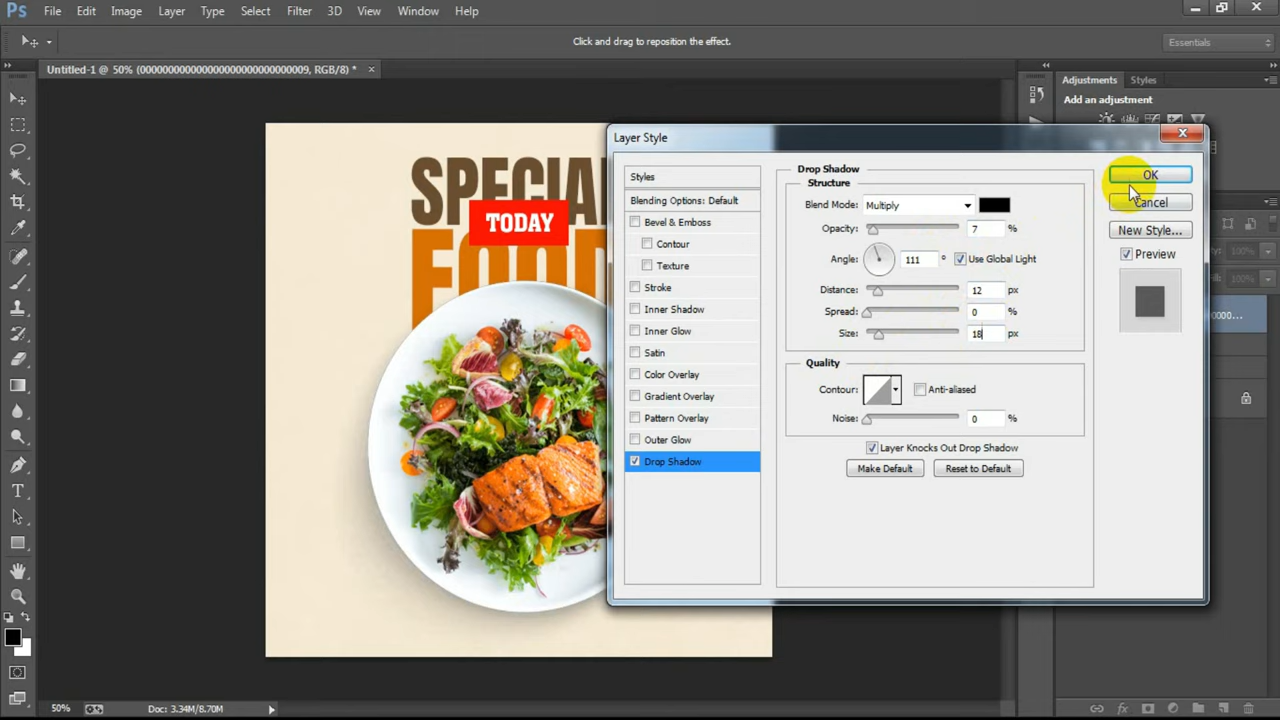 Ps File Edit Image Layer Type Select Filter 3D View Window Help
Click and drag to reposition the effect.
Essentials
Untitled-1 @ 50% (0000000000000000000000000009, RGB/8) *
Adjustments Styles
Add an adjustment
SPECIAL
TODAY
FOOD
Layer Style
Styles
Blending Options: Default
Bevel & Emboss
Contour
Texture
Stroke
Inner Shadow
Inner Glow
Satin
Color Overlay
Gradient Overlay
Pattern Overlay
Outer Glow
Drop Shadow
Drop Shadow
Structure
Blend Mode: Multiply
Opacity: 7 %
Angle: 111 ° Use Global Light
Distance: 12 px
Spread: 0 %
Size: 18 px
Quality
Contour: Anti-aliased
Noise: 0 %
Layer Knocks Out Drop Shadow
Make Default Reset to Default
OK
Cancel
New Style...
Preview
100%
100%
50% Doc: 3.34M/8.70M